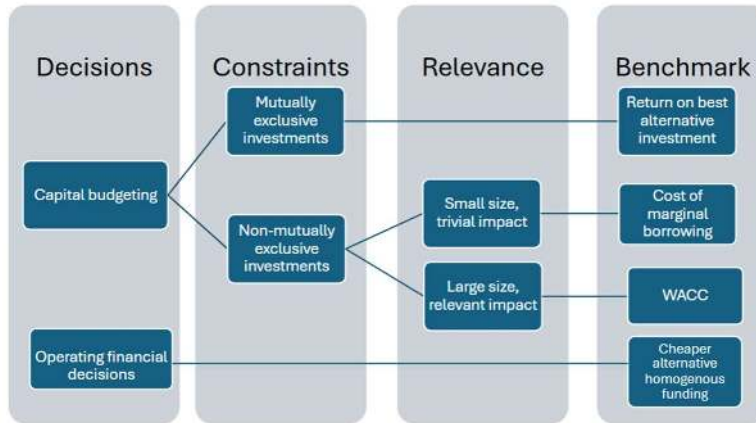 Decisions
Constraints
Relevance
Benchmark
Mutually
exclusive
investments
Return on best
alternative
investment
Capital budgeting
Small size,
trivial impact
Cost of
marginal
borrowing
Non-mutually
exclusive
investments
Large size,
relevant impact
WACC
Operating financial
decisions
Cheaper
alternative
homogenous
funding